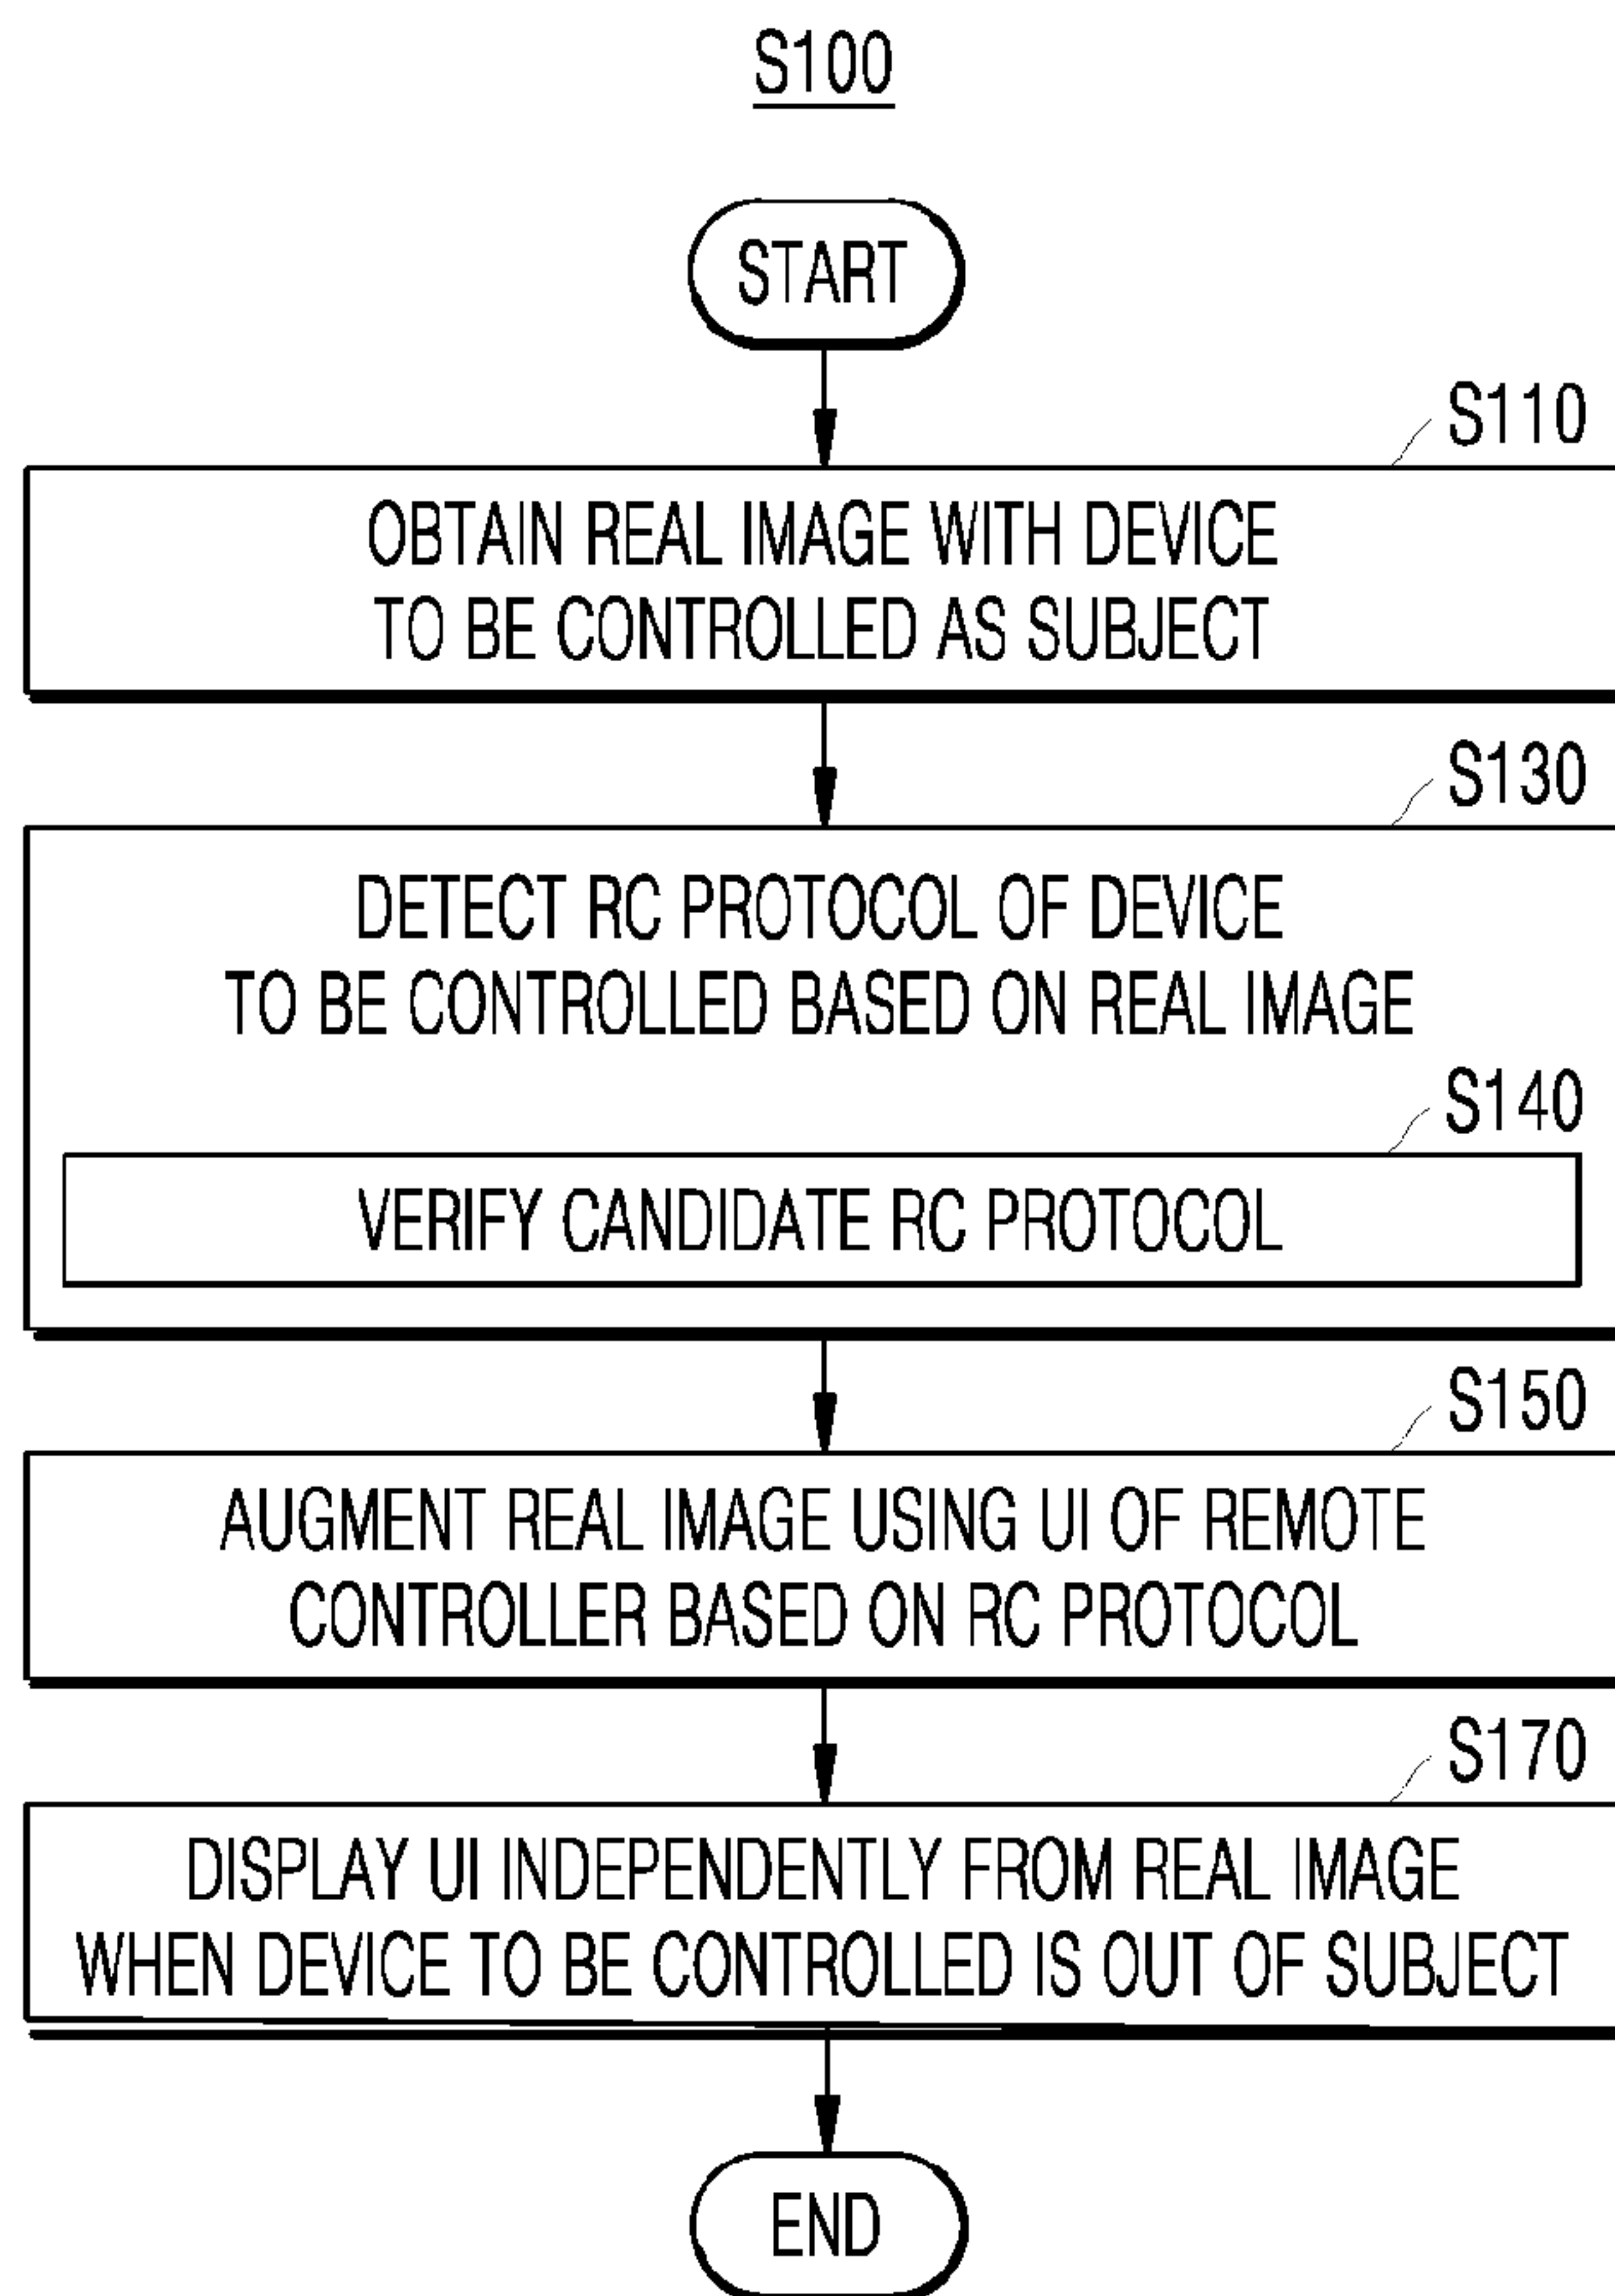 S100
START
S110
OBTAIN REAL IMAGE WITH DEVICE
TO BE CONTROLLED AS SUBJECT
S130
DETECT RC PROTOCOL OF DEVICE
TO BE CONTROLLED BASED ON REAL IMAGE
S140
VERIFY CANDIDATE RC PROTOCOL
S150
AUGMENT REAL IMAGE USING UI OF REMOTE
CONTROLLER BASED ON RC PROTOCOL
S170
DISPLAY UI INDEPENDENTLY FROM REAL IMAGE
WHEN DEVICE TO BE CONTROLLED IS OUT OF SUBJECT
END